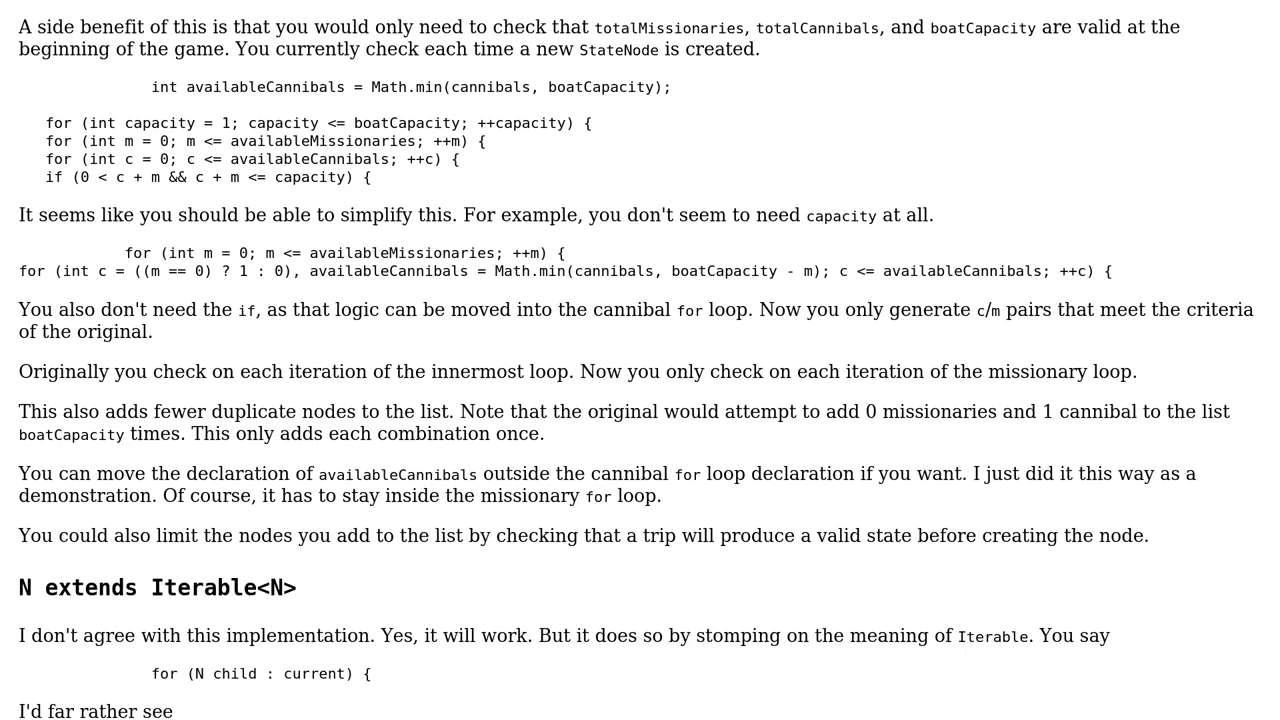 A side benefit of this is that you would only need to check that totalMissionaries, totalCannibals, and boatCapacity are valid at the
beginning of the game. You currently check each time a new StateNode is created.
int availableCannibals = Math.min(cannibals, boatCapacity);
for (int capacity = 1; capacity <= boatCapacity; ++capacity) {
for (int m = 0; m <= availableMissionaries; ++m) {
for (int c = 0; c <= availableCannibals; ++c) {
if (0 < c + m && c + m <= capacity) {
It seems like you should be able to simplify this. For example, you don't seem to need capacity at all.
for (int m = 0; m <= availableMissionaries; ++m) {
for (int c = ((m == 0) ? 1 : 0), availableCannibals = Math.min(cannibals, boatCapacity - m); c <= availableCannibals; ++c) {
You also don't need the if, as that logic can be moved into the cannibal for loop. Now you only generate c/m pairs that meet the criteria
of the original.
Originally you check on each iteration of the innermost loop. Now you only check on each iteration of the missionary loop.
This also adds fewer duplicate nodes to the list. Note that the original would attempt to add 0 missionaries and 1 cannibal to the list
boatCapacity times. This only adds each combination once.
You can move the declaration of availableCannibals outside the cannibal for loop declaration if you want. I just did it this way as a
demonstration. Of course, it has to stay inside the missionary for loop.
You could also limit the nodes you add to the list by checking that a trip will produce a valid state before creating the node.
N extends Iterable<N>
I don't agree with this implementation. Yes, it will work. But it does so by stomping on the meaning of Iterable. You say
for (N child : current) {
I'd far rather see